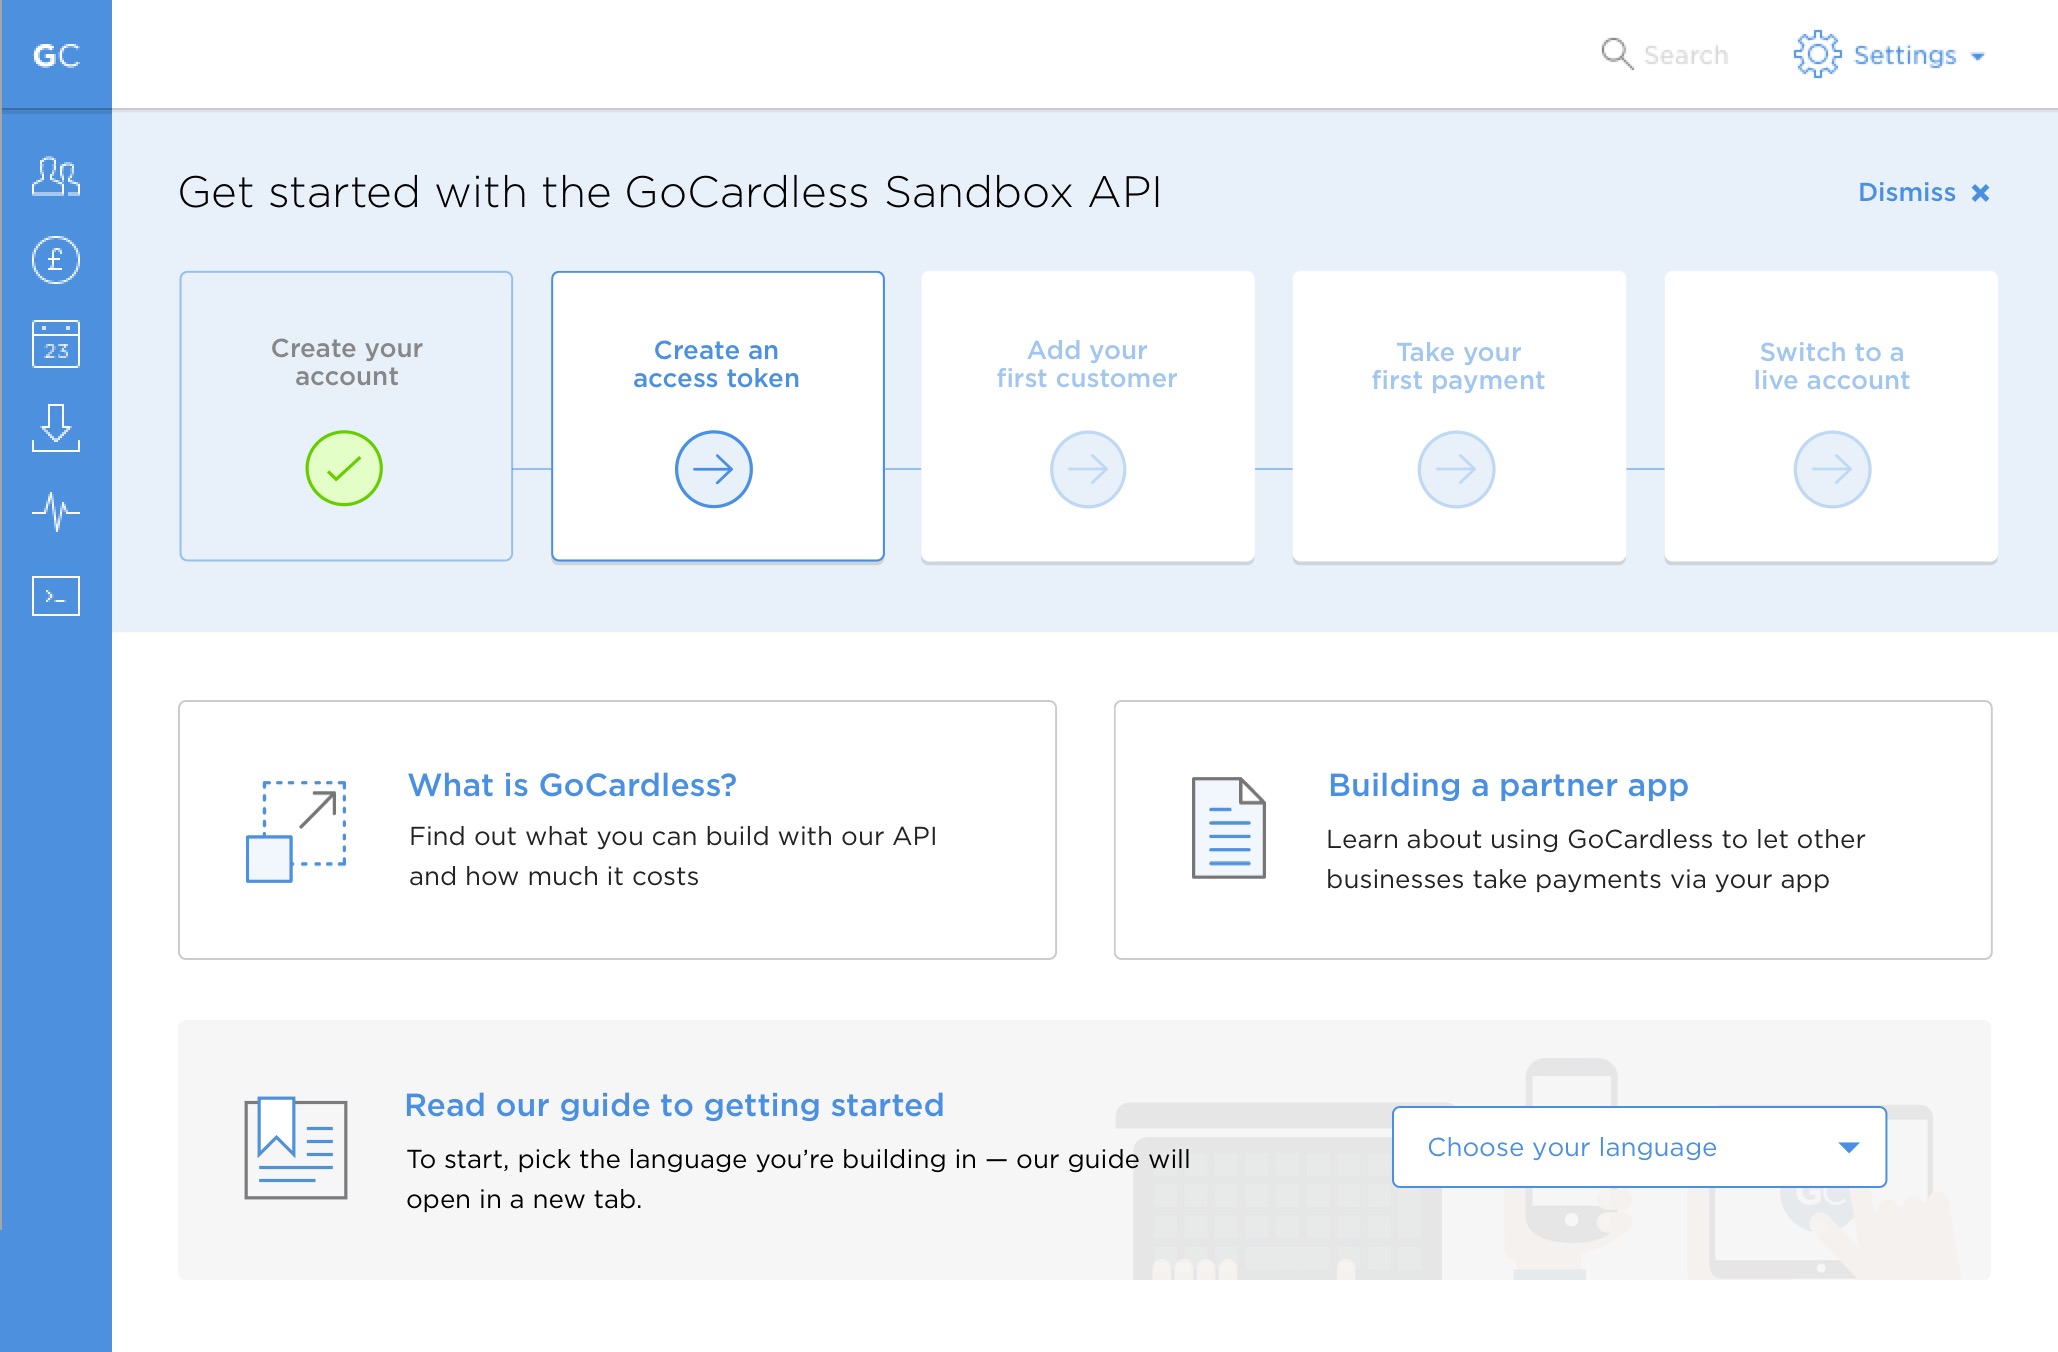 GC
Search
Settings
Get started with the GoCardless Sandbox API
Dismiss
Create your
account
Create an
access token
Add your
first customer
Take your
first payment
Switch to a
live account
£
23
>_
What is GoCardless?
Find out what you can build with our API
and how much it costs
Building a partner app
Learn about using GoCardless to let other
businesses take payments via your app
Read our guide to getting started
To start, pick the language you’re building in — our guide will
open in a new tab.
Choose your language
GC